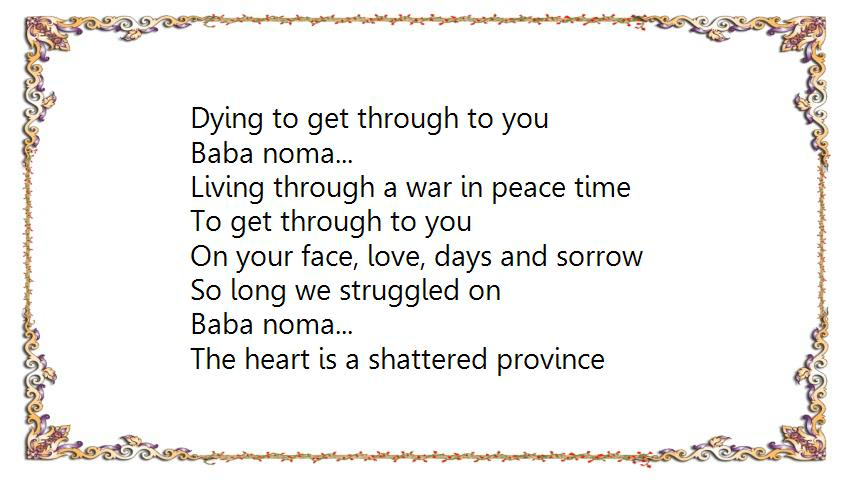 Dying to get through to you
Baba noma...
Living through a war in peace time
To get through to you
On your face, love, days and sorrow
So long we struggled on
Baba noma...
The heart is a shattered province